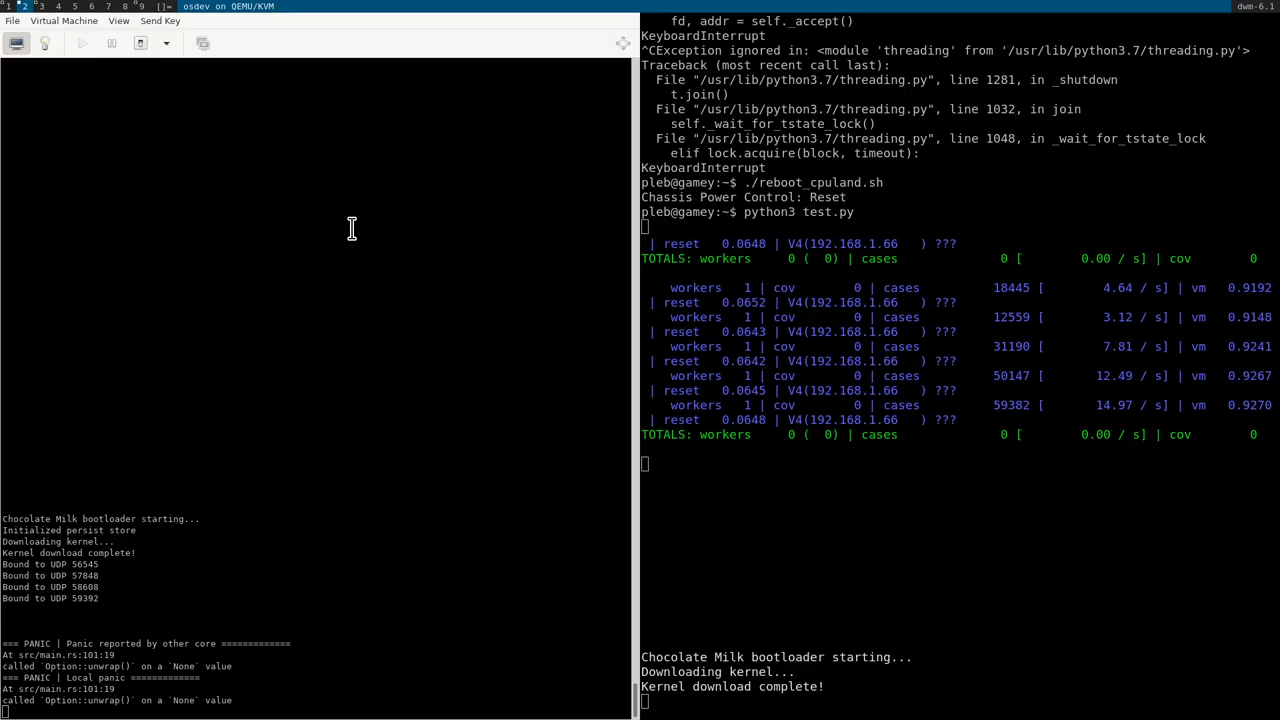 1 2 3 4 5 6 7 8 9 []= osdev on QEMU/KVM dwm-6.1
File Virtual Machine View Send Key
Chocolate Milk bootloader starting...
Initialized persist store
Downloading kernel...
Kernel download complete!
Bound to UDP 56545
Bound to UDP 57848
Bound to UDP 58608
Bound to UDP 59392
=== PANIC | Panic reported by other core =============
At src/main.rs:101:19
called `Option::unwrap()` on a `None` value
=== PANIC | Local panic =============
At src/main.rs:101:19
called `Option::unwrap()` on a `None` value
fd, addr = self._accept()
KeyboardInterrupt
^CException ignored in: <module 'threading' from '/usr/lib/python3.7/threading.py'>
Traceback (most recent call last):
File "/usr/lib/python3.7/threading.py", line 1281, in _shutdown
t.join()
File "/usr/lib/python3.7/threading.py", line 1032, in join
self._wait_for_tstate_lock()
File "/usr/lib/python3.7/threading.py", line 1048, in _wait_for_tstate_lock
elif lock.acquire(block, timeout):
KeyboardInterrupt
pleb@gamey:~$ ./reboot_cpuland.sh
Chassis Power Control: Reset
pleb@gamey:~$ python3 test.py
| reset 0.0648 | V4(192.168.1.66 ) ???
TOTALS: workers 0 ( 0) | cases 0 [ 0.00 / s] | cov 0
workers 1 | cov 0 | cases 18445 [ 4.64 / s] | vm 0.9192
| reset 0.0652 | V4(192.168.1.66 ) ???
workers 1 | cov 0 | cases 12559 [ 3.12 / s] | vm 0.9148
| reset 0.0643 | V4(192.168.1.66 ) ???
workers 1 | cov 0 | cases 31190 [ 7.81 / s] | vm 0.9241
| reset 0.0642 | V4(192.168.1.66 ) ???
workers 1 | cov 0 | cases 50147 [ 12.49 / s] | vm 0.9267
| reset 0.0645 | V4(192.168.1.66 ) ???
workers 1 | cov 0 | cases 59382 [ 14.97 / s] | vm 0.9270
| reset 0.0648 | V4(192.168.1.66 ) ???
TOTALS: workers 0 ( 0) | cases 0 [ 0.00 / s] | cov 0
Chocolate Milk bootloader starting...
Downloading kernel...
Kernel download complete!